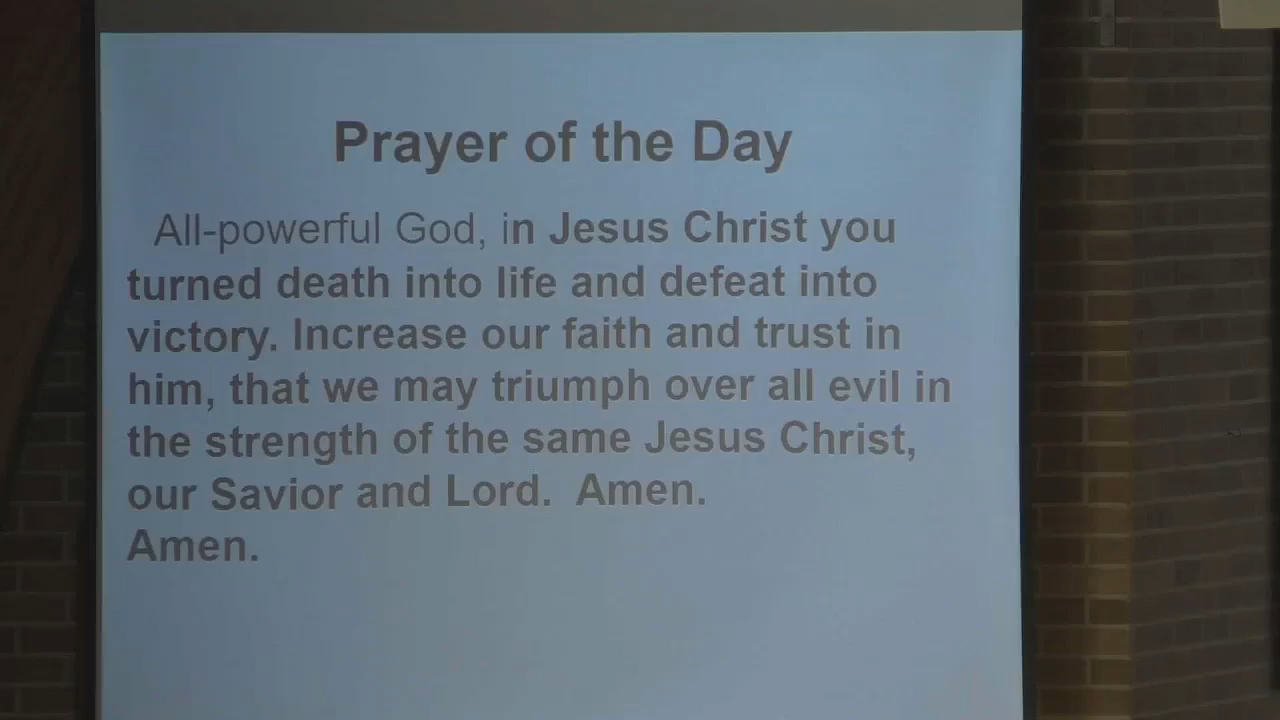 Prayer of the Day
All-powerful God, in Jesus Christ you
turned death into life and defeat into
victory. Increase our faith and trust in
him, that we may triumph over all evil in
the strength of the same Jesus Christ,
our Savior and Lord.  Amen.
Amen.